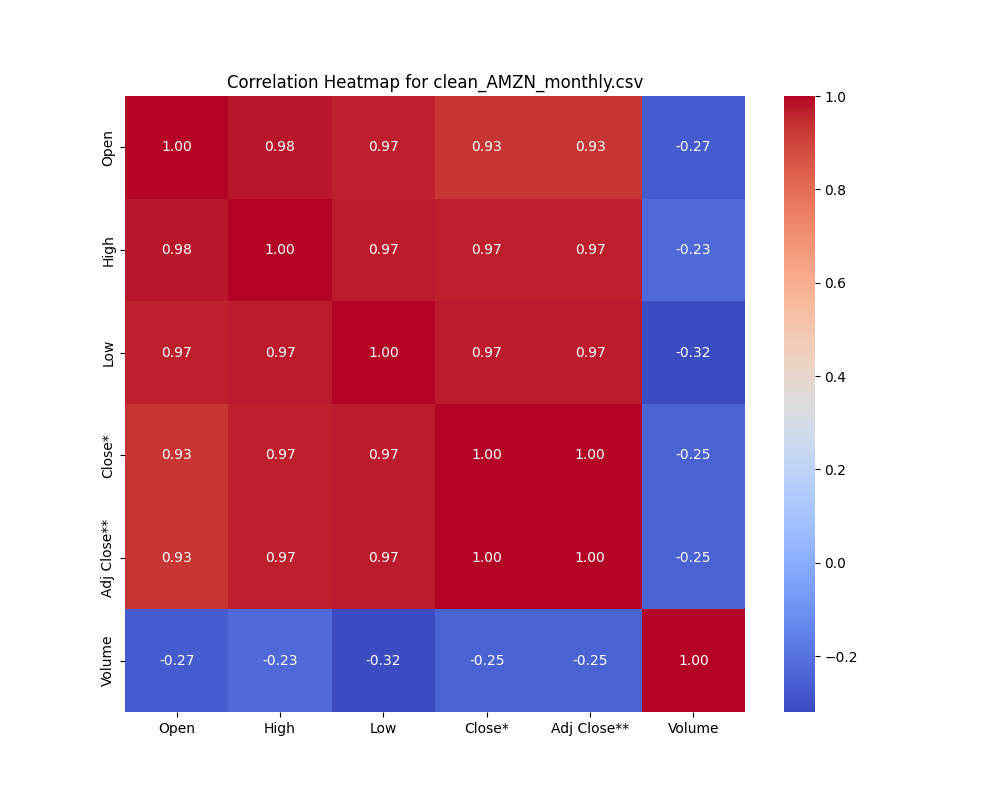 Correlation Heatmap for clean_AMZN_monthly.csv
Open 1.00 0.98 0.97 0.93 0.93 -0.27
High 0.98 1.00 0.97 0.97 0.97 -0.23
Low 0.97 0.97 1.00 0.97 0.97 -0.32
Close* 0.93 0.97 0.97 1.00 1.00 -0.25
Adj Close** 0.93 0.97 0.97 1.00 1.00 -0.25
Volume -0.27 -0.23 -0.32 -0.25 -0.25 1.00
Open High Low Close* Adj Close** Volume
1.0
0.8
0.6
0.4
0.2
0.0
−0.2